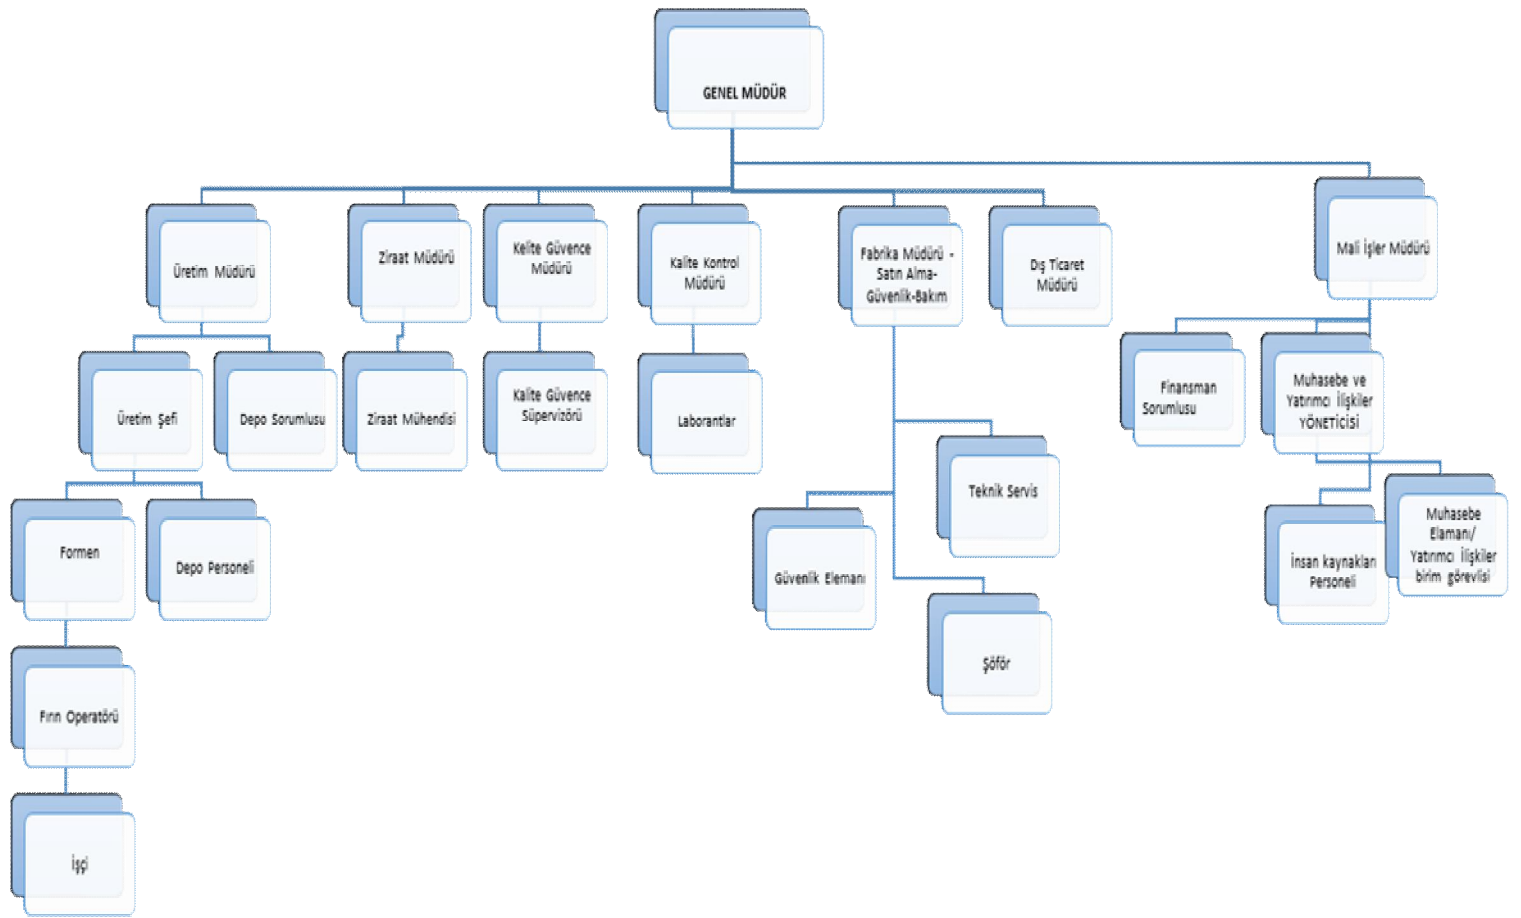 GENEL MÜDÜR
Üretim Müdürü
Ziraat Müdürü
Kelite Güvence
Müdürü
Kalite Kontrol
Müdürü
Fabrika Müdürü -
Satın Alma-
Güvenlik-Bakım
Dış Ticaret
Müdürü
Mali İşler Müdürü
Üretim Şefi
Depo Sorumlusu
Ziraat Mühendisi
Kalite Güvence
Süpervizörü
Laborantlar
Finansman
Sorumlusu
Muhasebe ve
Yatırımcı İlişkiler
YÖNETİCİSİ
Formen
Depo Personeli
Güvenlik Elemanı
Teknik Servis
Şöför
İnsan kaynakları
Personeli
Muhasebe
Elamanı/
Yatırımcı İlişkiler
birim görevlisi
Fırın Operatörü
İşçi